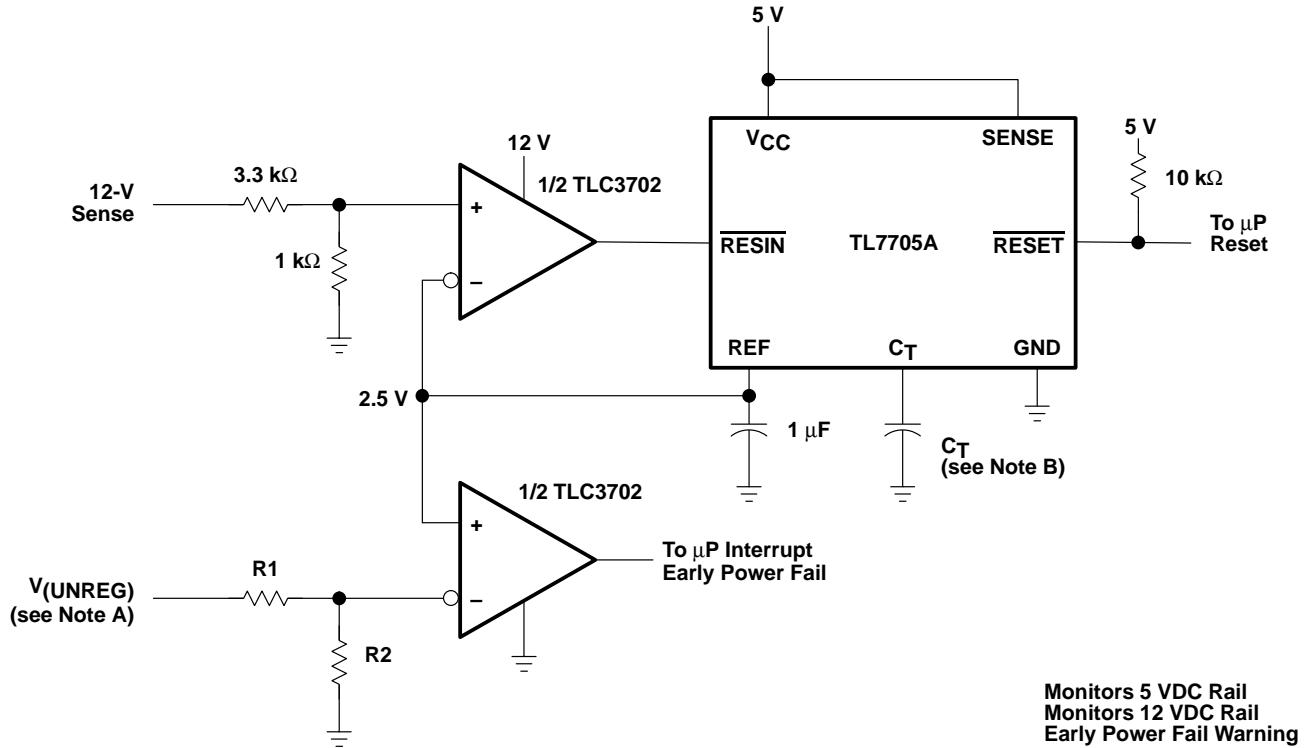 5 V
VCC
SENSE
5 V
10 kΩ
12 V
1/2 TLC3702
3.3 kΩ
12-V
Sense
+
1 kΩ
–
RESIN
TL7705A
RESET
To μP
Reset
REF
CT
GND
2.5 V
1 μF
CT
(see Note B)
1/2 TLC3702
+
To μP Interrupt
Early Power Fail
R1
V(UNREG)
(see Note A)
–
R2
Monitors 5 VDC Rail
Monitors 12 VDC Rail
Early Power Fail Warning